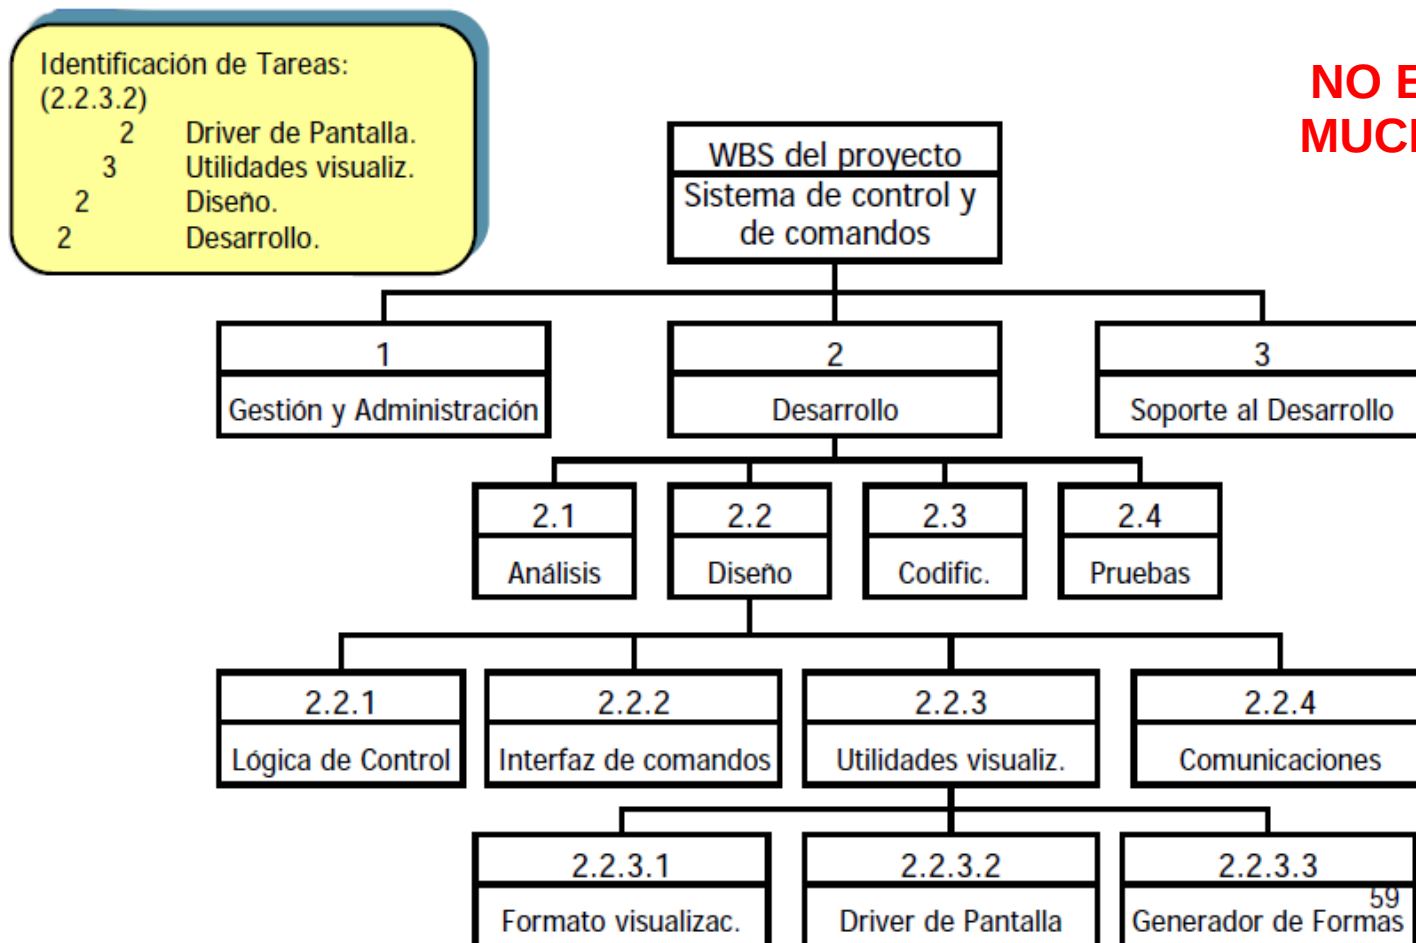 Identificación de Tareas:
(2.2.3.2)
2 Driver de Pantalla.
3 Utilidades visualiz.
2 Diseño.
2 Desarrollo.
NO E
MUC
WBS del proyecto
Sistema de control y
de comandos
1
Gestión y Administración
2
Desarrollo
3
Soporte al Desarrollo
2.1
Análisis
2.2
Diseño
2.3
Codific.
2.4
Pruebas
2.2.1
Lógica de Control
2.2.2
Interfaz de comandos
2.2.3
Utilidades visualiz.
2.2.4
Comunicaciones
2.2.3.1
Formato visualizac.
2.2.3.2
Driver de Pantalla
2.2.3.3
Generador de Formas
59